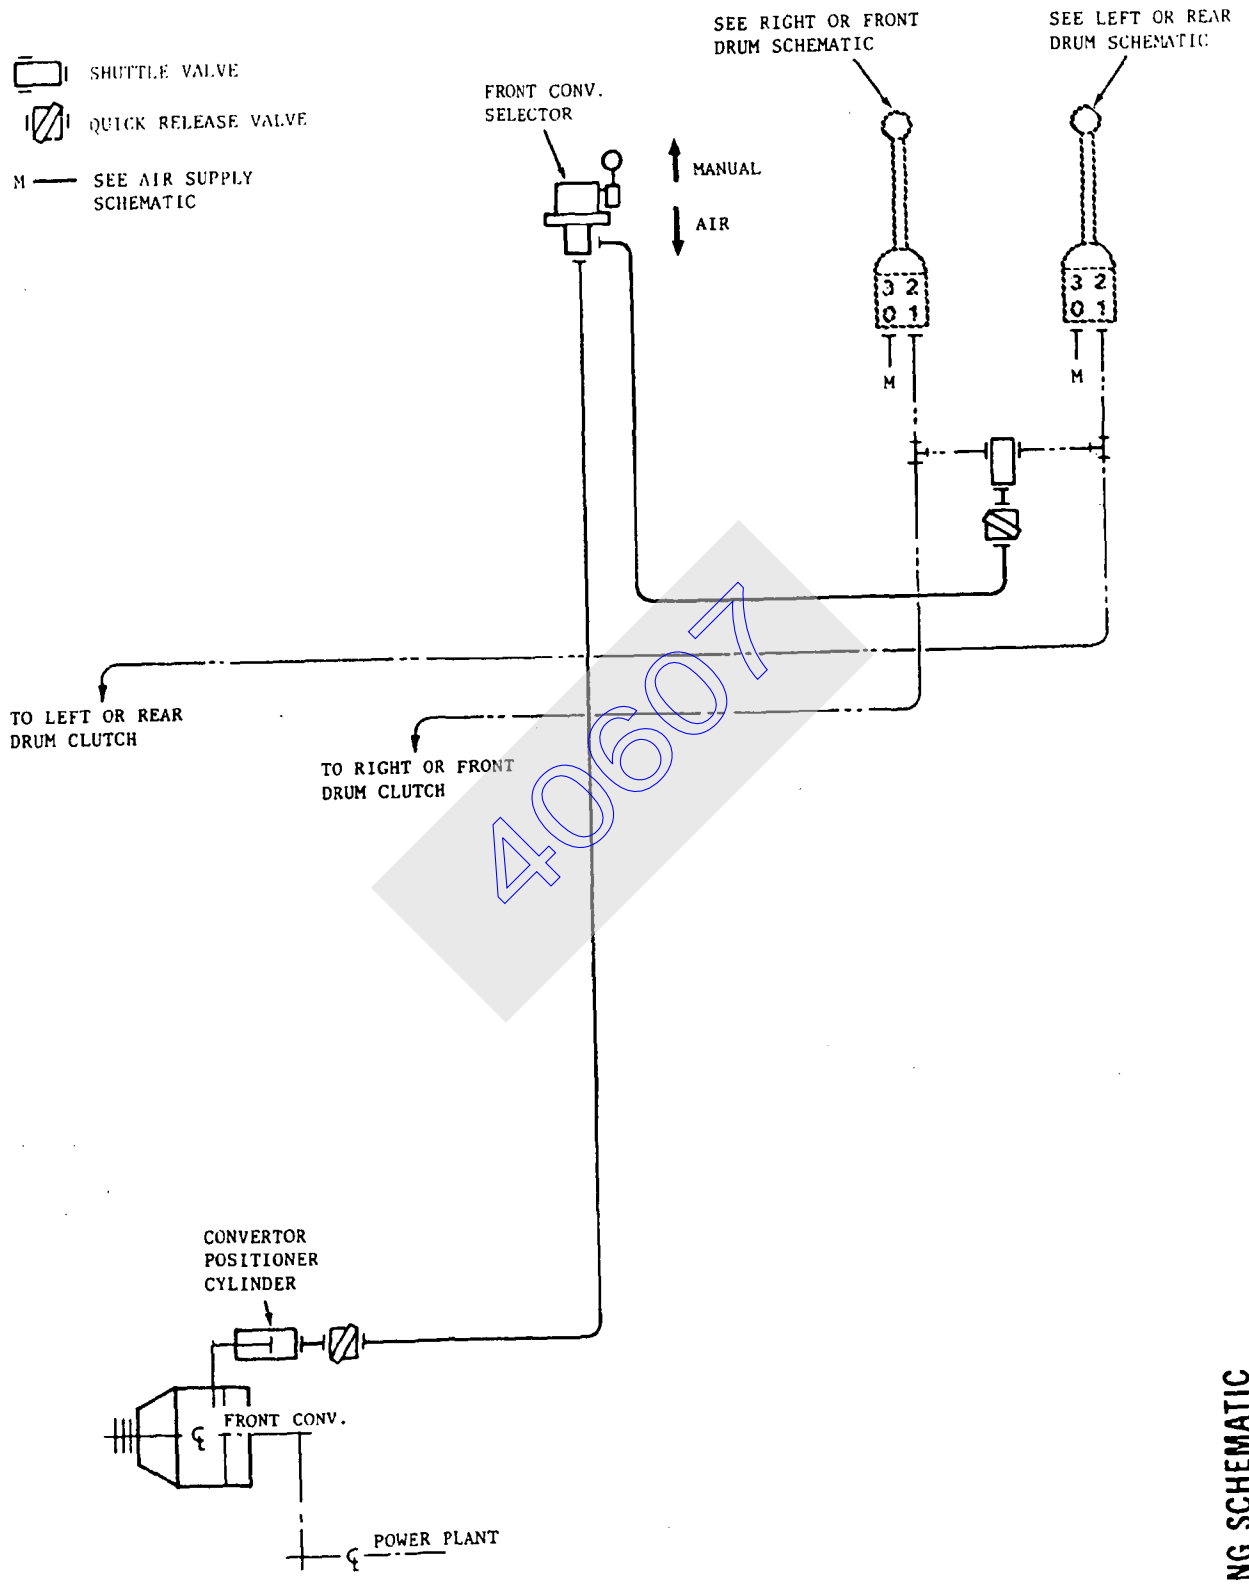 SEE RIGHT OR FRONT
DRUM SCHEMATIC
SEE LEFT OR REAR
DRUM SCHEMATIC
SHUTTLE VALVE
QUICK RELEASE VALVE
M
SEE AIR SUPPLY
SCHEMATIC
FRONT CONV.
SELECTOR
MANUAL
AIR
3 2
0 1
M
3 2
0 1
M
40607
TO LEFT OR REAR
DRUM CLUTCH
TO RIGHT OR FRONT
DRUM CLUTCH
CONVERTOR
POSITIONER
CYLINDER
FRONT CONV.
POWER PLANT
SCHEMATIC